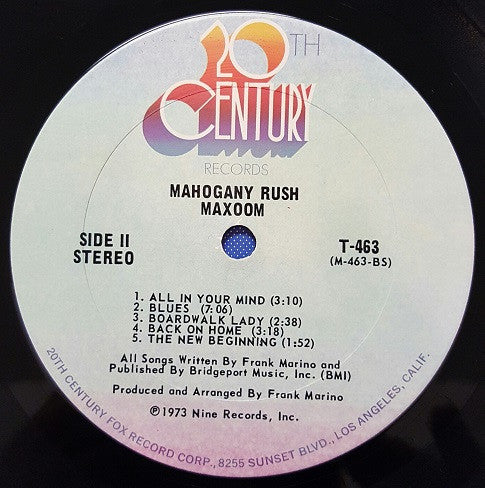 20TH
CENTURY
RECORDS
MAHOGANY RUSH
MAXOOM
SIDE II
STEREO
T-463
(M-463-BS)
1. ALL IN YOUR MIND (3:10)
2. BLUES (7:06)
3. BOARDWALK LADY (2:38)
4. BACK ON HOME (3:18)
5. THE NEW BEGINNING (1:52)
All Songs Written By Frank Marino and
Published By Bridgeport Music, Inc. (BMI)
Produced and Arranged By Frank Marino
℗1973 Nine Records, Inc.
20TH CENTURY FOX RECORD CORP., 8255 SUNSET BLVD., LOS ANGELES, CALIF.